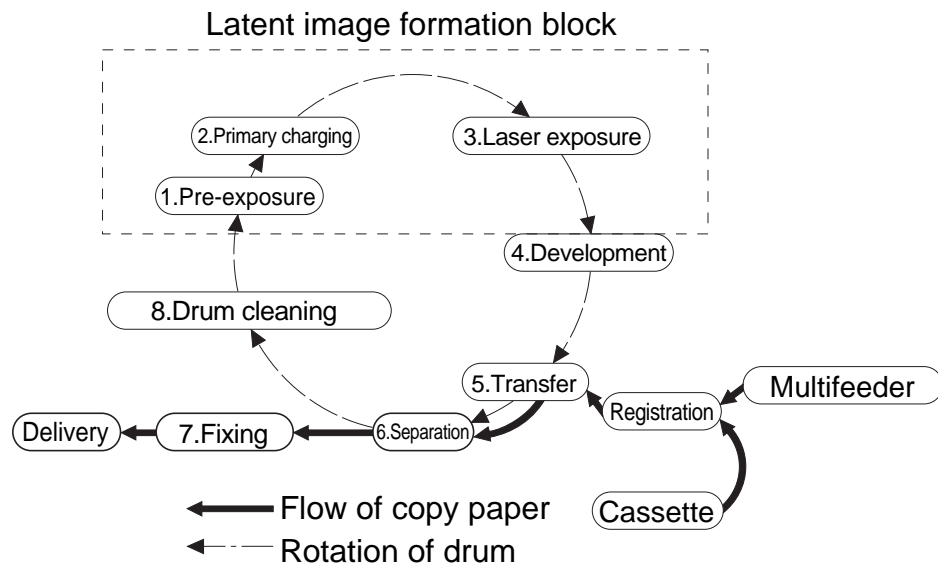 Latent image formation block
2.Primary charging
3.Laser exposure
1.Pre-exposure
4.Development
8.Drum cleaning
5.Transfer
Multifeeder
Registration
Delivery
7.Fixing
6.Separation
Cassette
Flow of copy paper
Rotation of drum